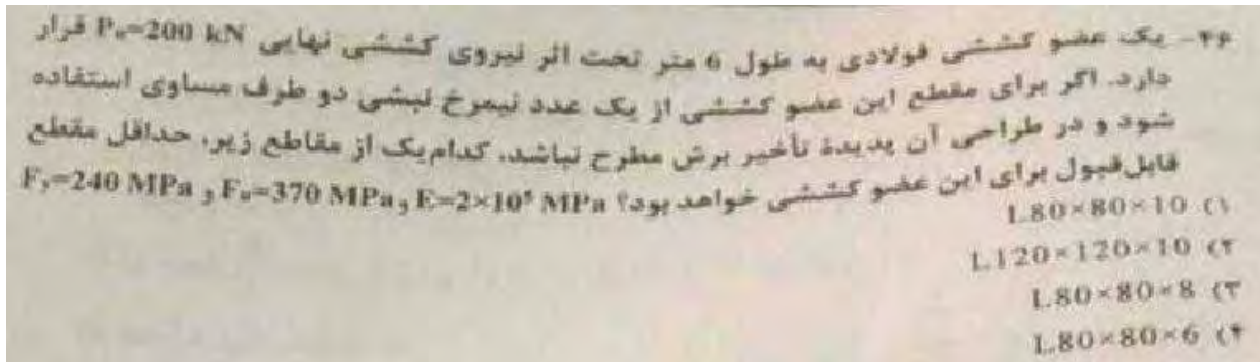 ۴۶- یک عضو کششی فولادی به طول 6 متر تحت اثر نیروی کششی نهایی Pᵤ=200 kN قرار
دارد. اگر برای مقطع این عضو کششی از یک عدد نیمرخ نبشی دو طرف مساوی استفاده
شود و در طراحی آن پدیدهٔ تأخیر برش مطرح نباشد، کدام‌یک از مقاطع زیر، حداقل مقطع
قابل‌قبول برای این عضو کششی خواهد بود؟ E=2×10⁵ MPa و Fᵤ=370 MPa و Fᵧ=240 MPa
۱) L80×80×10
۲) L120×120×10
۳) L80×80×8
۴) L80×80×6